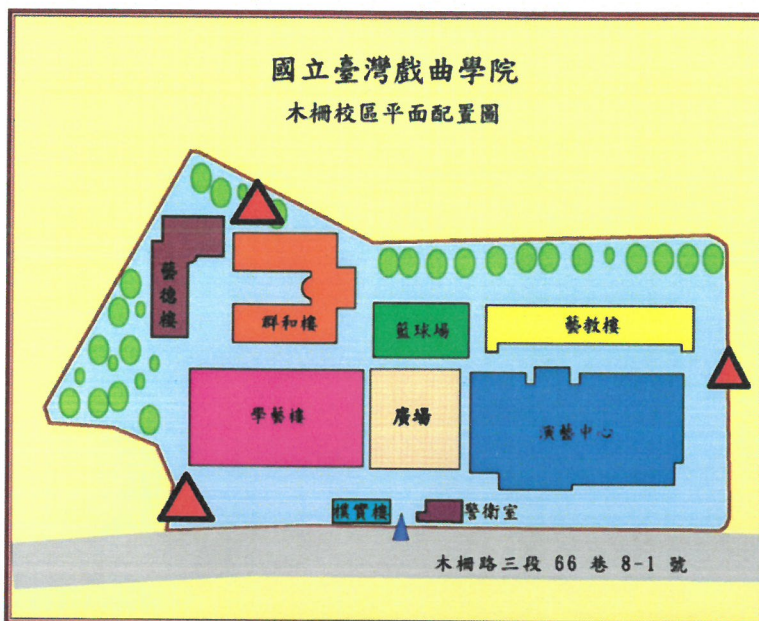 國立臺灣戲曲學院
木柵校區平面配置圖
藝德樓
群和樓
籃球場
藝教樓
學藝樓
廣場
演藝中心
樸實樓
警衛室
木柵路三段 66 巷 8-1 號